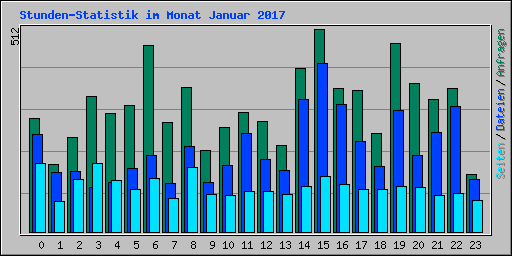 Stunden-Statistik im Monat Januar 2017
512
Seiten / Dateien / Anfragen
0 1 2 3 4 5 6 7 8 9 10 11 12 13 14 15 16 17 18 19 20 21 22 23